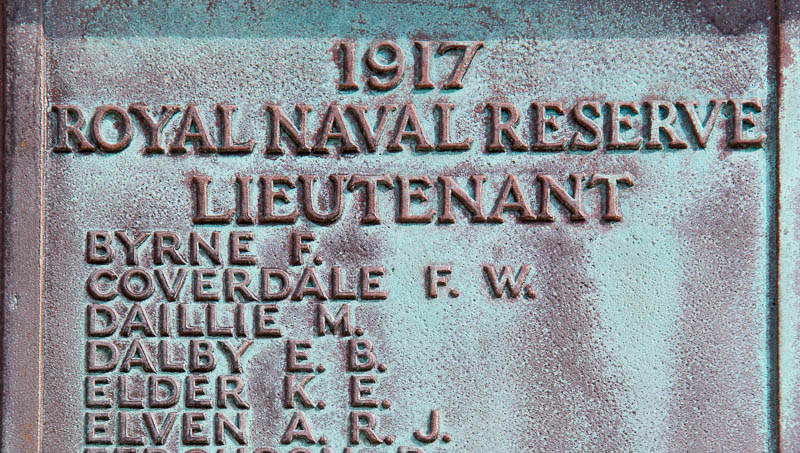 1917
ROYAL NAVAL RESERVE
LIEUTENANT
BYRNE F.
COVERDALE F. W.
DAILLIE M.
DALBY E. B.
ELDER K. E.
ELVEN A. R. J.